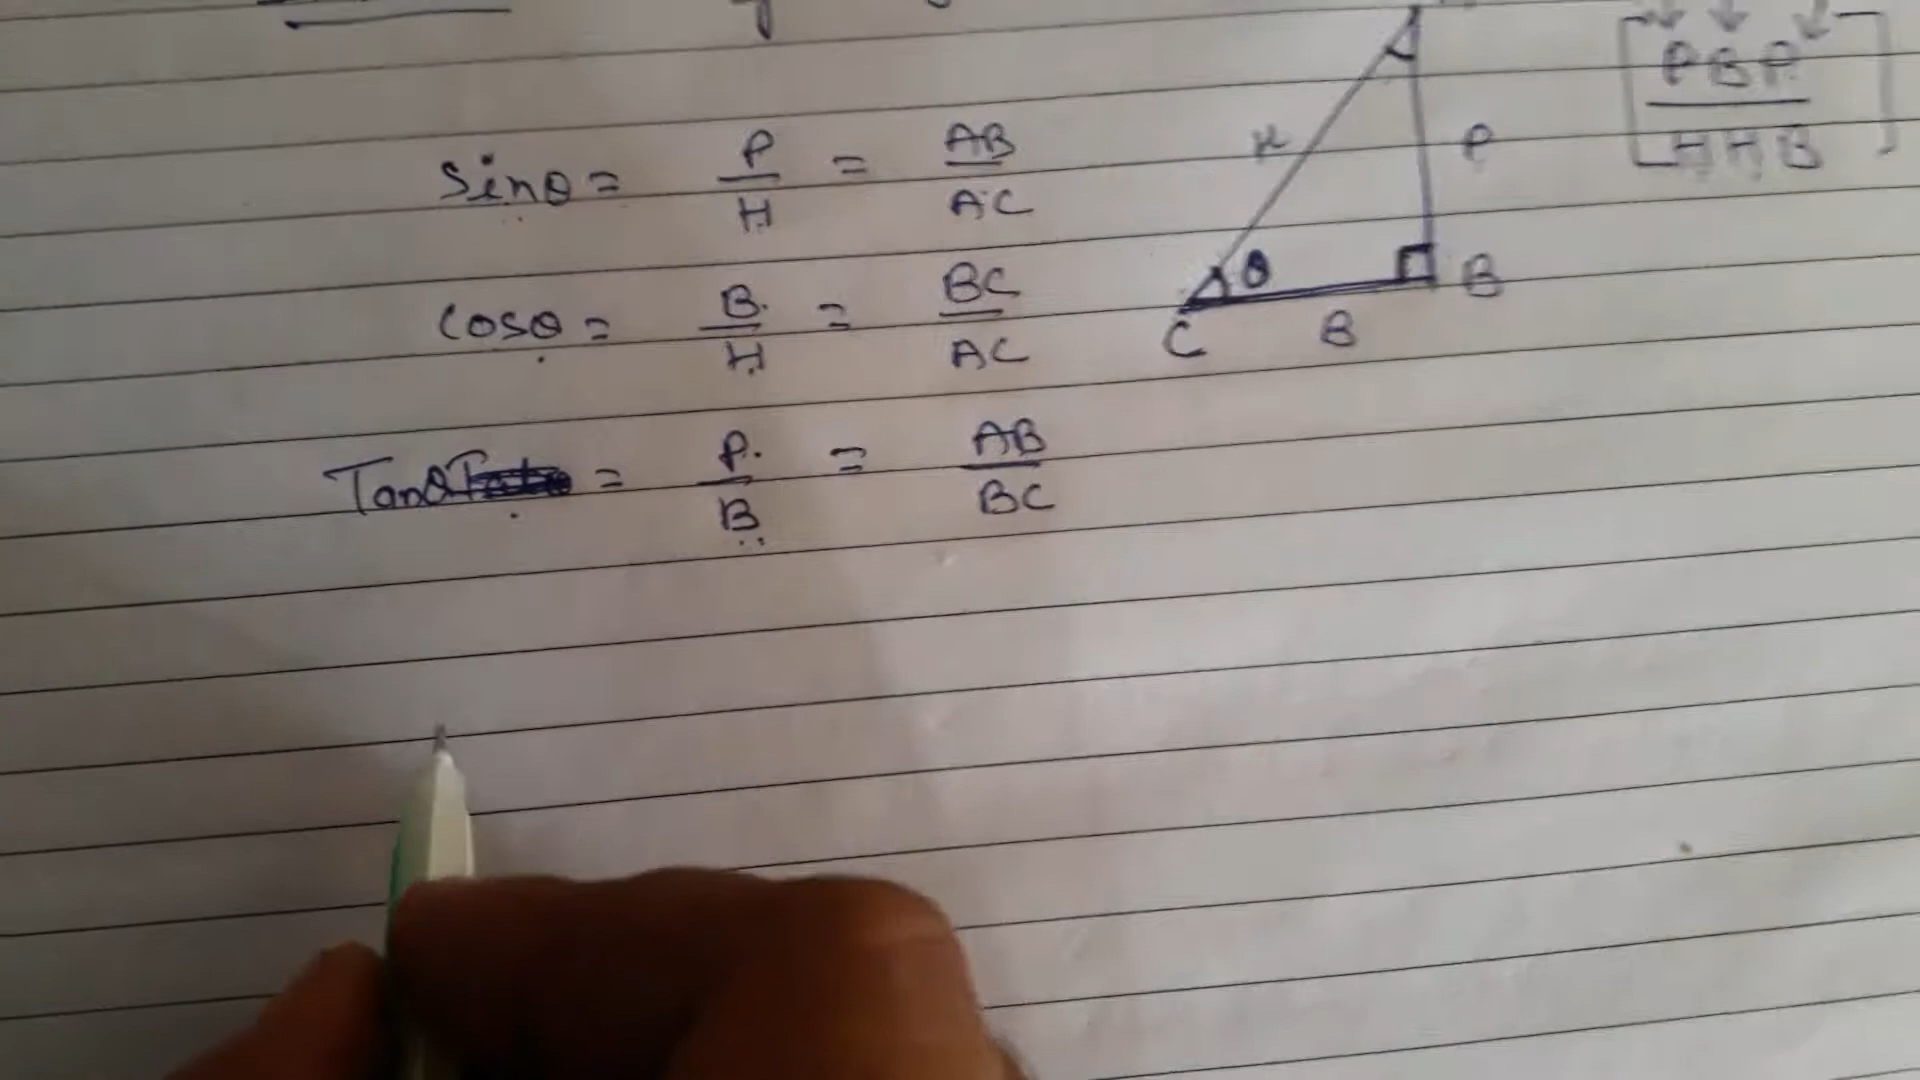 Sinθ = P/H = AB/AC
Cosθ = B/H = BC/AC
Tanθ = P/B = AB/BC
H
P
θ
B
C
B
PBP
HHB